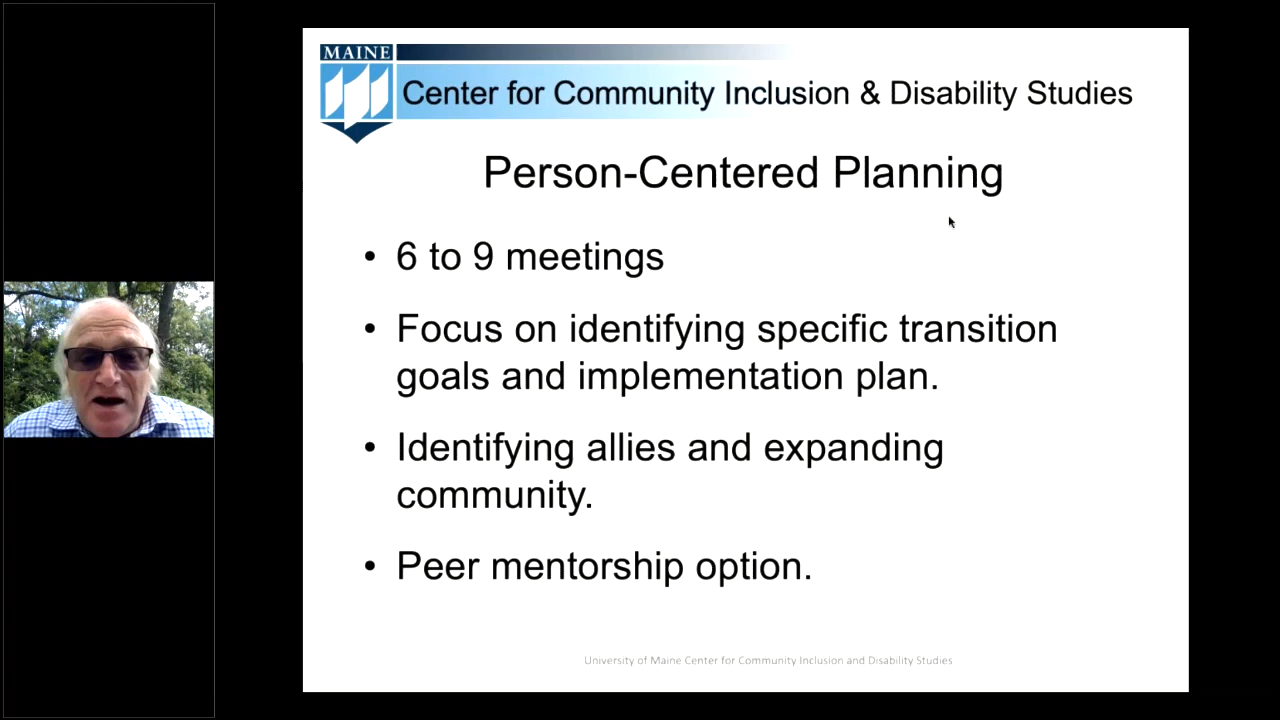 MAINE
Center for Community Inclusion & Disability Studies
Person-Centered Planning
• 6 to 9 meetings
• Focus on identifying specific transition
goals and implementation plan.
• Identifying allies and expanding
community.
• Peer mentorship option.
University of Maine Center for Community Inclusion and Disability Studies